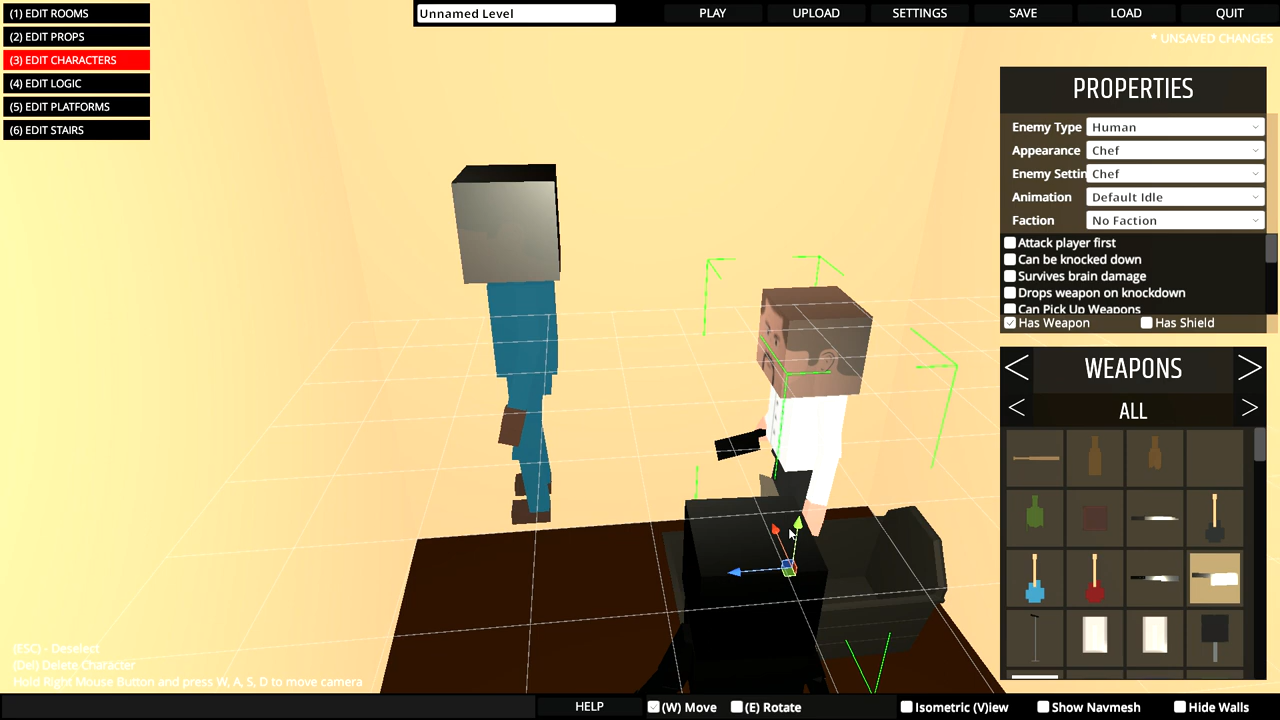 (1) EDIT ROOMS
(2) EDIT PROPS
(3) EDIT CHARACTERS
(4) EDIT LOGIC
(5) EDIT PLATFORMS
(6) EDIT STAIRS
Unnamed Level
PLAY
UPLOAD
SETTINGS
SAVE
LOAD
QUIT
* UNSAVED CHANGES
PROPERTIES
Enemy Type Human
Appearance Chef
Enemy Settin Chef
Animation Default Idle
Faction No Faction
Attack player first
Can be knocked down
Survives brain damage
Drops weapon on knockdown
Can Pick Up Weapons
Has Weapon
Has Shield
WEAPONS
ALL
(ESC) - Deselect
(Del) Delete Character
Hold Right Mouse Button and press W, A, S, D to move camera
HELP
(W) Move
(E) Rotate
Isometric (V)iew
Show Navmesh
Hide Walls